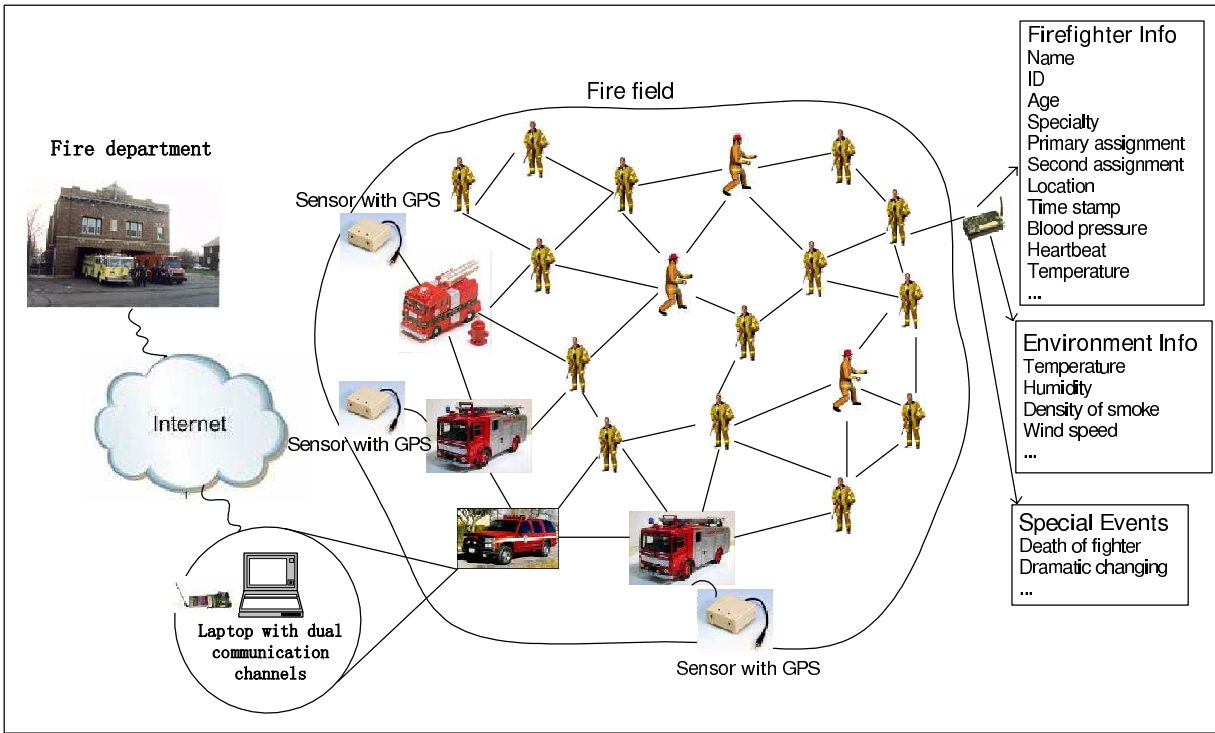 Fire field
Fire department
Sensor with GPS
Sensor with GPS
Internet
Laptop with dual
communication
channels
Sensor with GPS
Firefighter Info
Name
ID
Age
Specialty
Primary assignment
Second assignment
Location
Time stamp
Blood pressure
Heartbeat
Temperature
...
Environment Info
Temperature
Humidity
Density of smoke
Wind speed
...
Special Events
Death of fighter
Dramatic changing
...